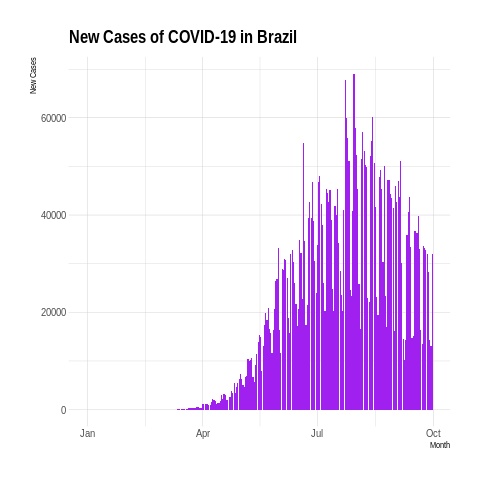 New Cases of COVID-19 in Brazil
New Cases
60000
40000
20000
0
Jan Apr Jul Oct
Month